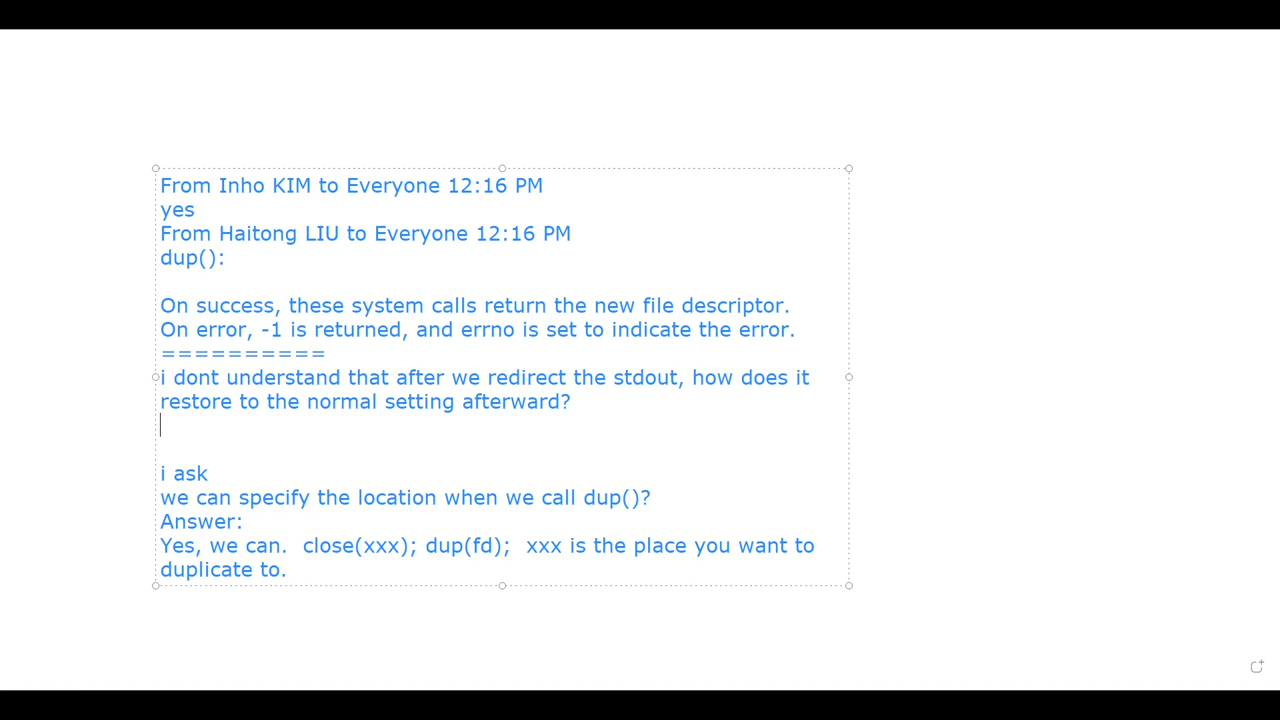 From Inho KIM to Everyone 12:16 PM
yes
From Haitong LIU to Everyone 12:16 PM
dup():
On success, these system calls return the new file descriptor.
On error, -1 is returned, and errno is set to indicate the error.
==========
i dont understand that after we redirect the stdout, how does it
restore to the normal setting afterward?
i ask
we can specify the location when we call dup()?
Answer:
Yes, we can.  close(xxx); dup(fd);  xxx is the place you want to
duplicate to.